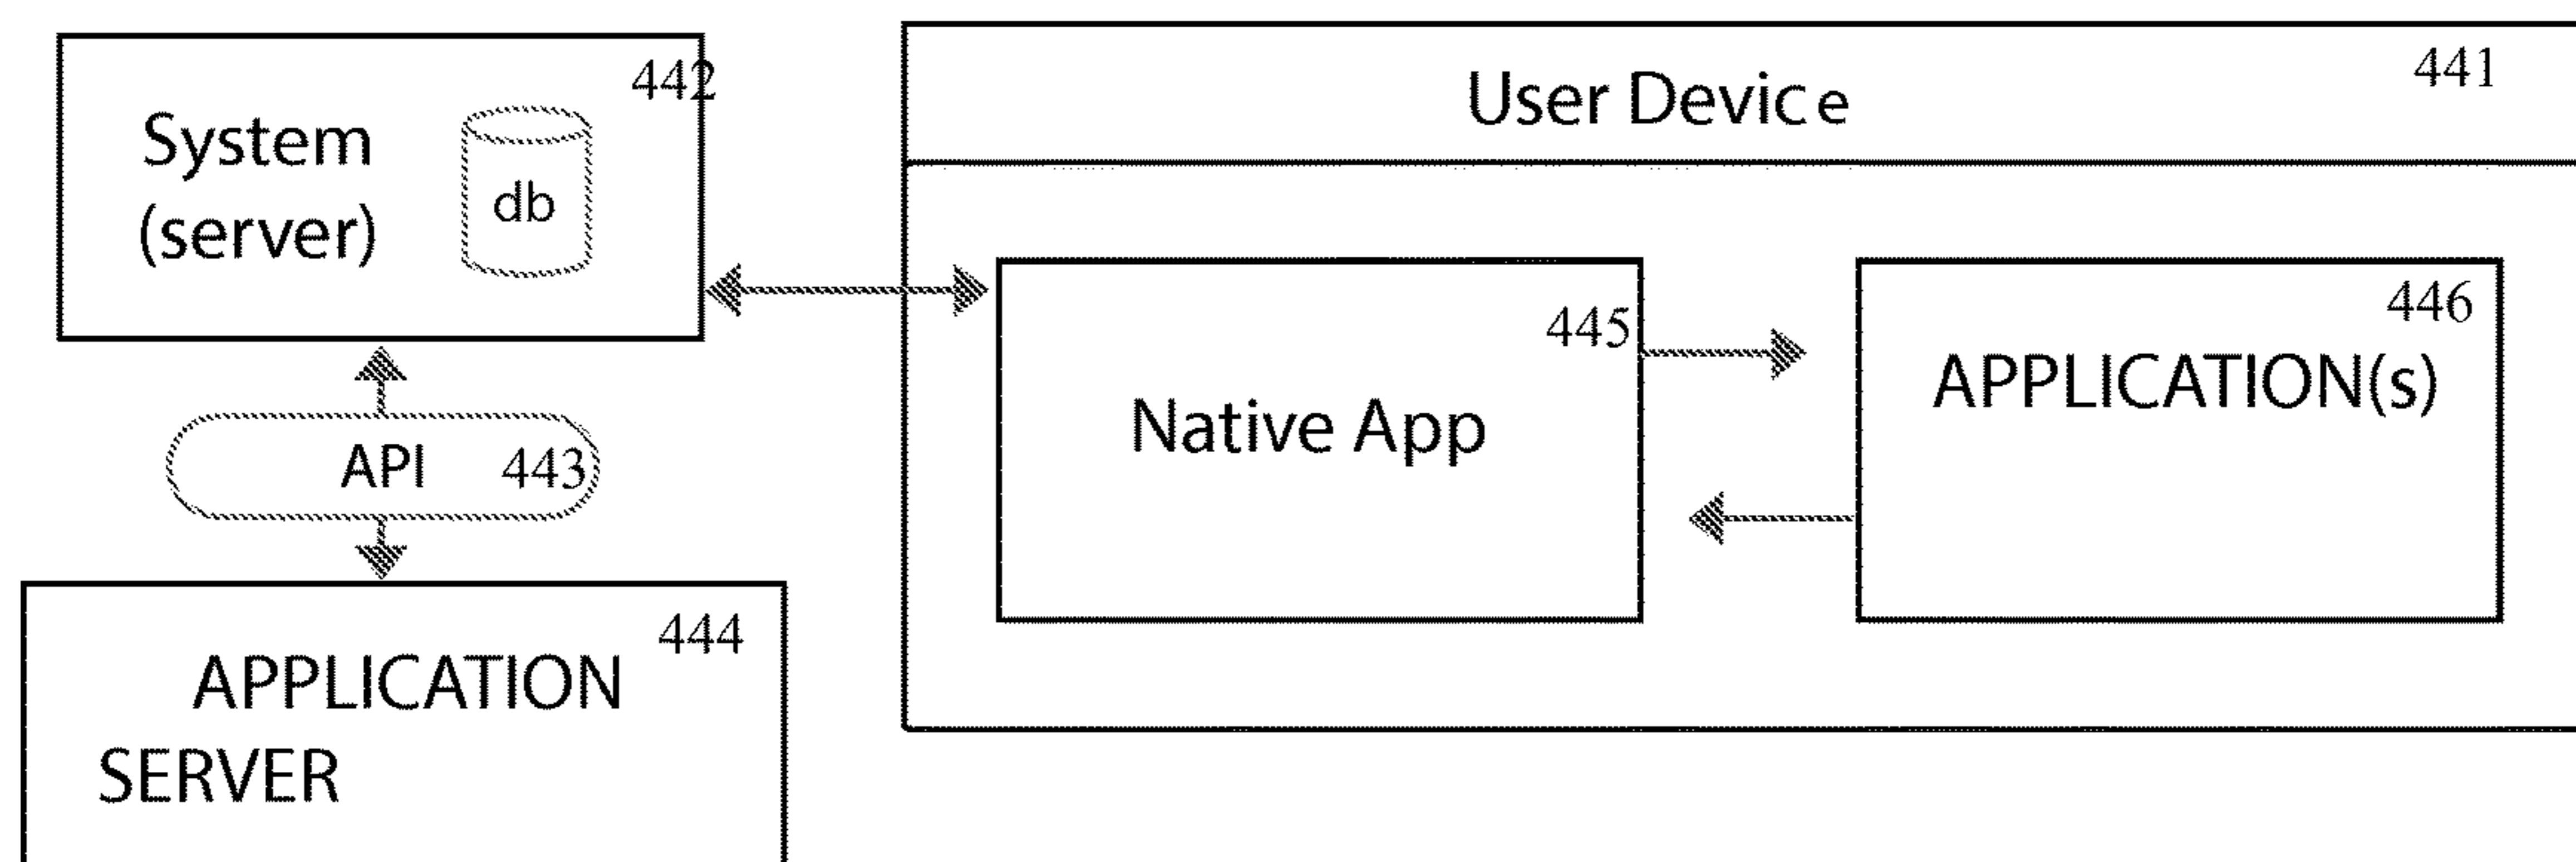 442
System
(server)
db
API 443
444
APPLICATION
SERVER
User Device
441
445
Native App
446
APPLICATION(s)